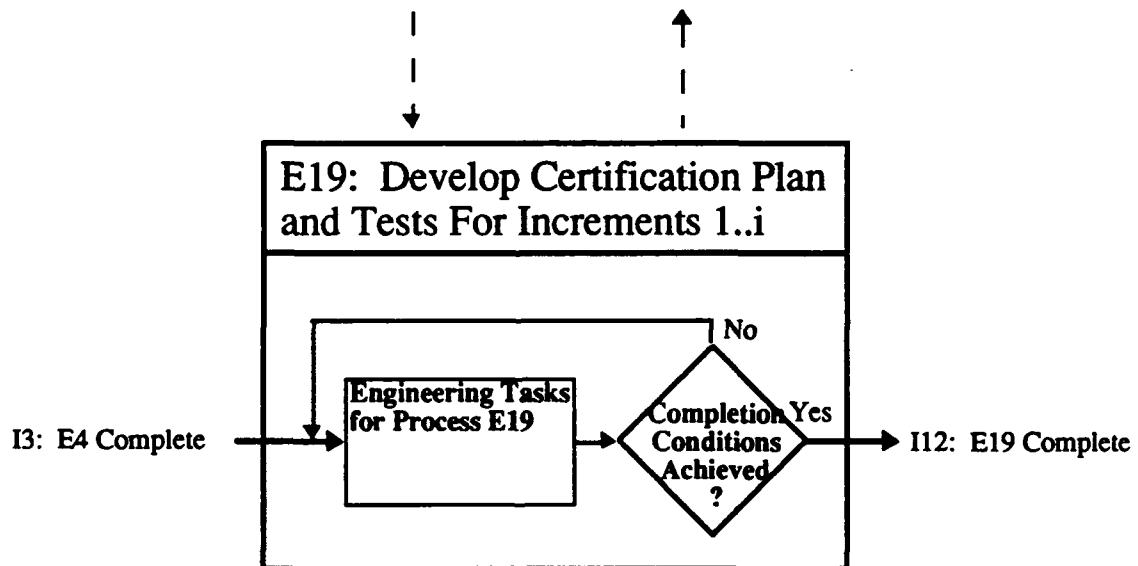 E19: Develop Certification Plan
and Tests For Increments 1..i
No
Engineering Tasks
for Process E19
Completion
Conditions
Achieved
?
Yes
I3: E4 Complete
I12: E19 Complete